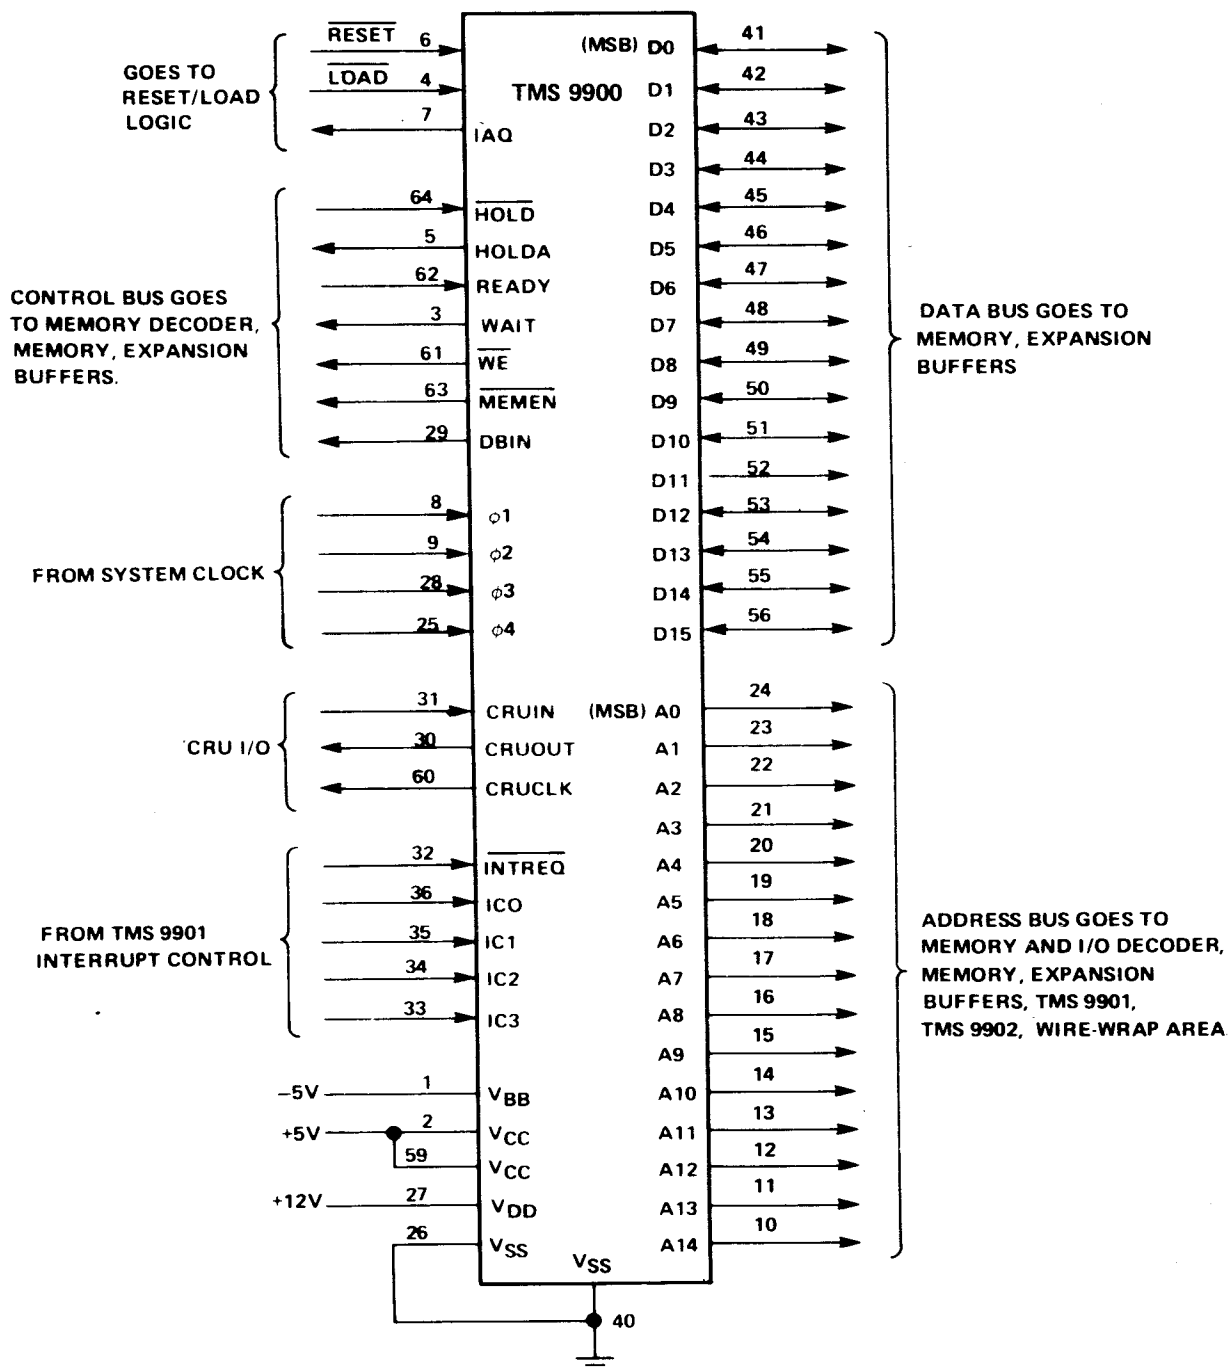 RESET 6
LOAD 4
7
GOES TO
RESET/LOAD
LOGIC
TMS 9900
IAQ
64 HOLD
5 HOLDA
62 READY
3 WAIT
61 WE
63 MEMEN
29 DBIN
CONTROL BUS GOES
TO MEMORY DECODER,
MEMORY, EXPANSION
BUFFERS.
8 φ1
9 φ2
28 φ3
25 φ4
FROM SYSTEM CLOCK
31 CRUIN
30 CRUOUT
60 CRUCLK
CRU I/O
32 INTREQ
36 IC0
35 IC1
34 IC2
33 IC3
FROM TMS 9901
INTERRUPT CONTROL
–5V 1 VBB
+5V 2 VCC
59 VCC
+12V 27 VDD
26 VSS
VSS
40
(MSB) D0 41
D1 42
D2 43
D3 44
D4 45
D5 46
D6 47
D7 48
D8 49
D9 50
D10 51
D11 52
D12 53
D13 54
D14 55
D15 56
DATA BUS GOES TO
MEMORY, EXPANSION
BUFFERS
(MSB) A0 24
A1 23
A2 22
A3 21
A4 20
A5 19
A6 18
A7 17
A8 16
A9 15
A10 14
A11 13
A12 12
A13 11
A14 10
ADDRESS BUS GOES TO
MEMORY AND I/O DECODER,
MEMORY, EXPANSION
BUFFERS, TMS 9901,
TMS 9902, WIRE-WRAP AREA